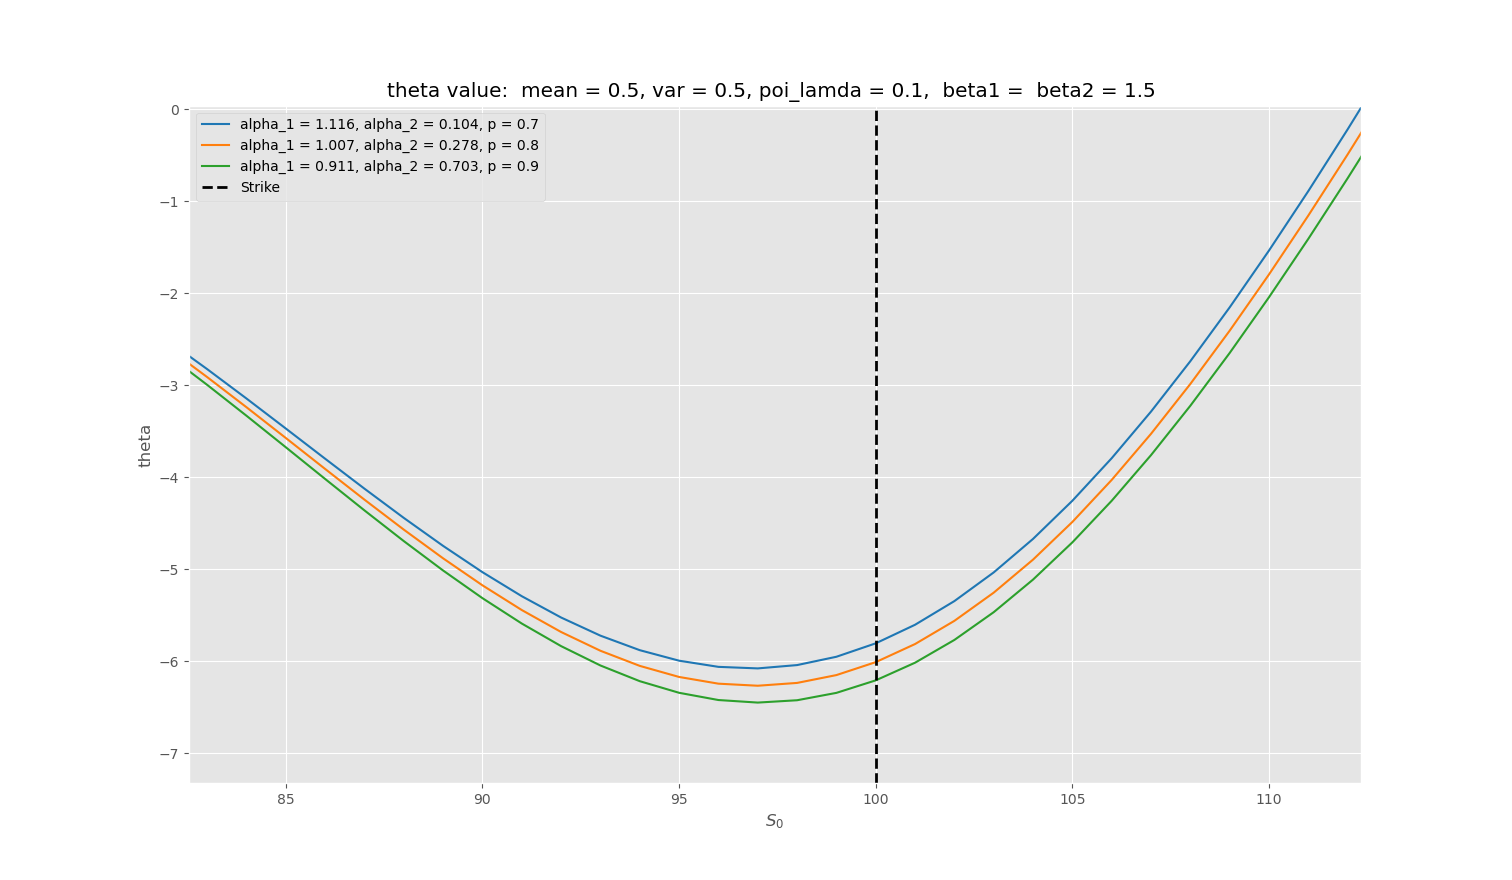 theta value:  mean = 0.5, var = 0.5, poi_lamda = 0.1,  beta1 =  beta2 = 1.5
alpha_1 = 1.116, alpha_2 = 0.104, p = 0.7
alpha_1 = 1.007, alpha_2 = 0.278, p = 0.8
alpha_1 = 0.911, alpha_2 = 0.703, p = 0.9
Strike
theta
0
−1
−2
−3
−4
−5
−6
−7
85 90 95 100 105 110
S₀